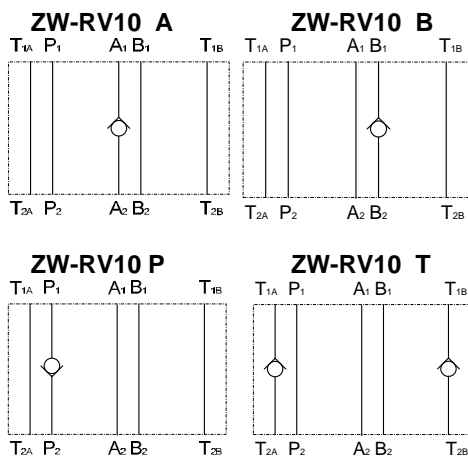 ZW-RV10 A
T1A P1 A1 B1 T1B
T2A P2 A2 B2 T2B
ZW-RV10 B
T1A P1 A1 B1 T1B
T2A P2 A2 B2 T2B
ZW-RV10 P
T1A P1 A1 B1 T1B
T2A P2 A2 B2 T2B
ZW-RV10 T
T1A P1 A1 B1 T1B
T2A P2 A2 B2 T2B